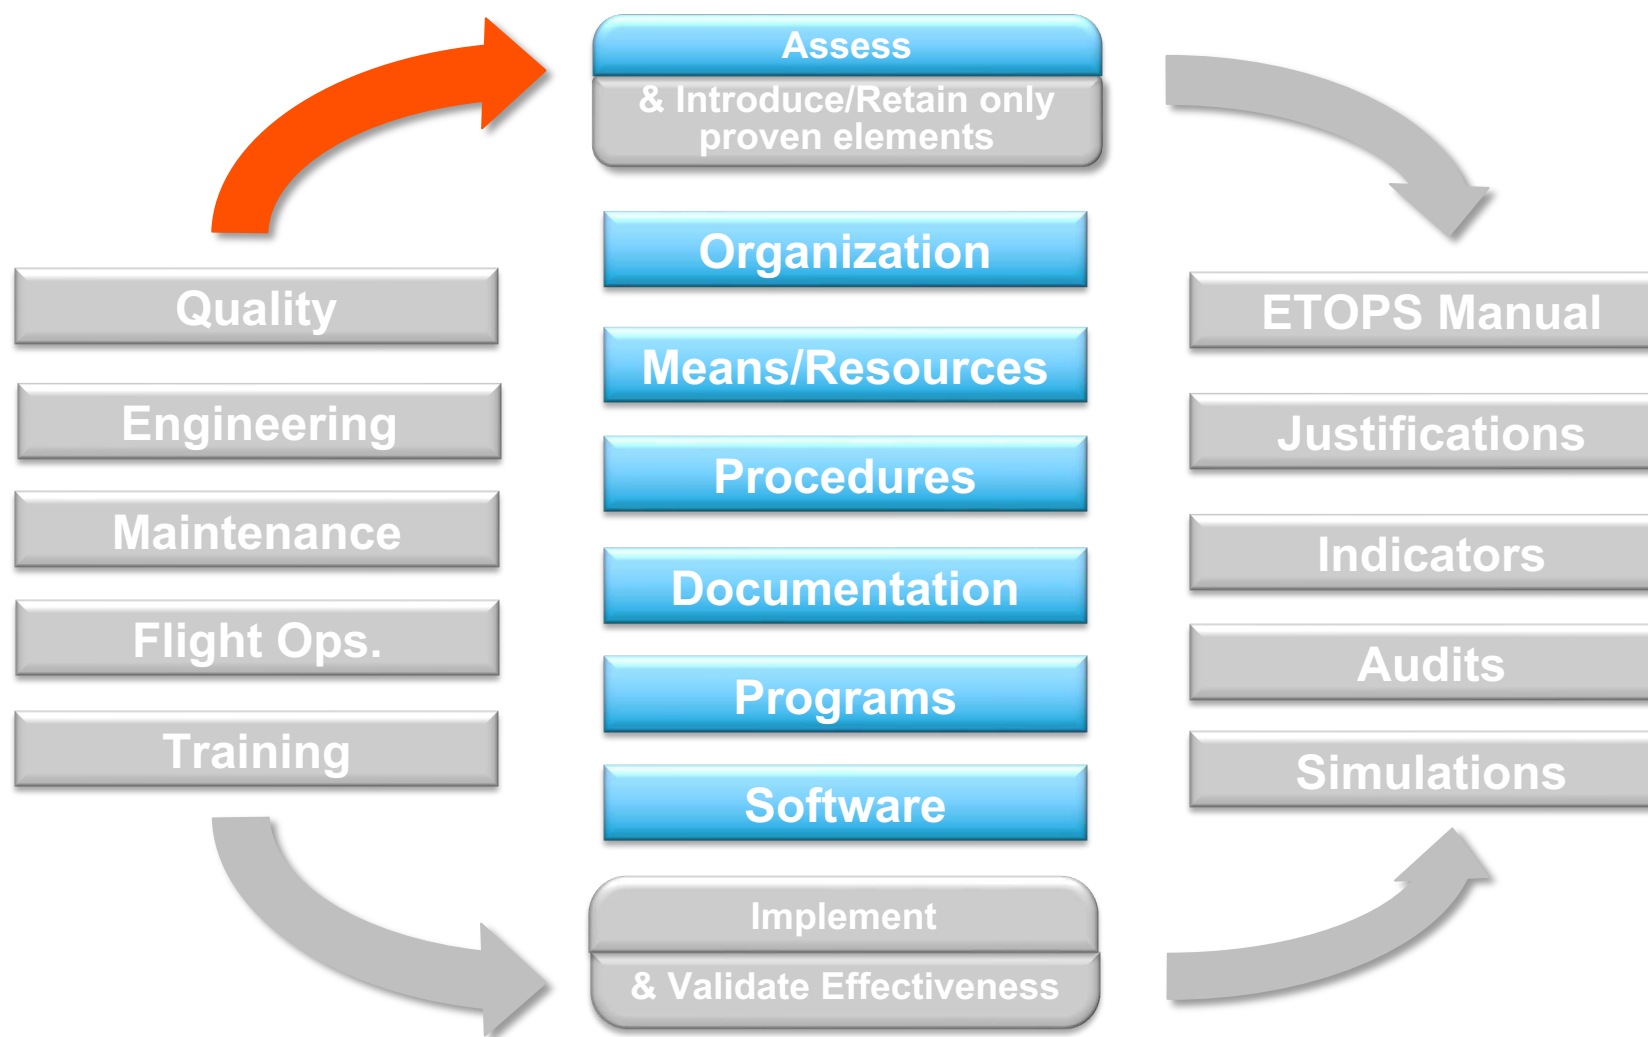 Assess
& Introduce/Retain only
proven elements
Quality
Engineering
Maintenance
Flight Ops.
Training
Organization
Means/Resources
Procedures
Documentation
Programs
Software
ETOPS Manual
Justifications
Indicators
Audits
Simulations
Implement
& Validate Effectiveness